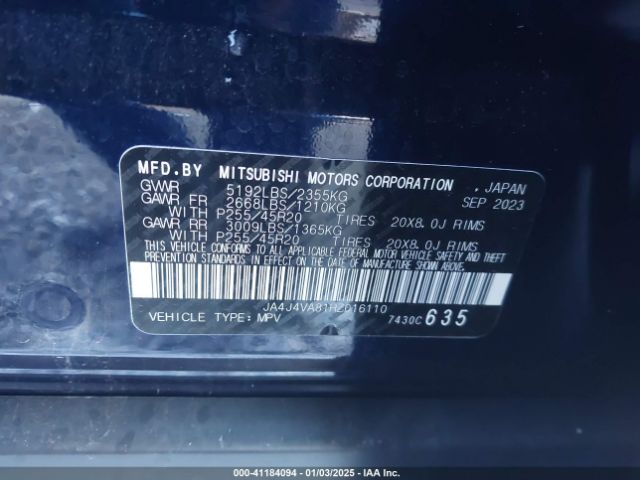 MFD.BY MITSUBISHI MOTORS CORPORATION , JAPAN
GVWR 5192LBS/2355KG SEP 2023
GAWR FR 2668LBS/1210KG
WITH P255/45R20 TIRES 20X8.0J RIMS
GAWR RR 3009LBS/1365KG
WITH P255/45R20 TIRES 20X8.0J RIMS
THIS VEHICLE CONFORMS TO ALL APPLICABLE FEDERAL MOTOR VEHICLE SAFETY AND THEFT
PREVENTION STANDARDS IN EFFECT ON THE DATE OF MANUFACTURE SHOWN ABOVE.
JA4J4VA81HZ016110
VEHICLE TYPE: MPV 7430C 635
000-41184094 - 01/03/2025 - IAA Inc.